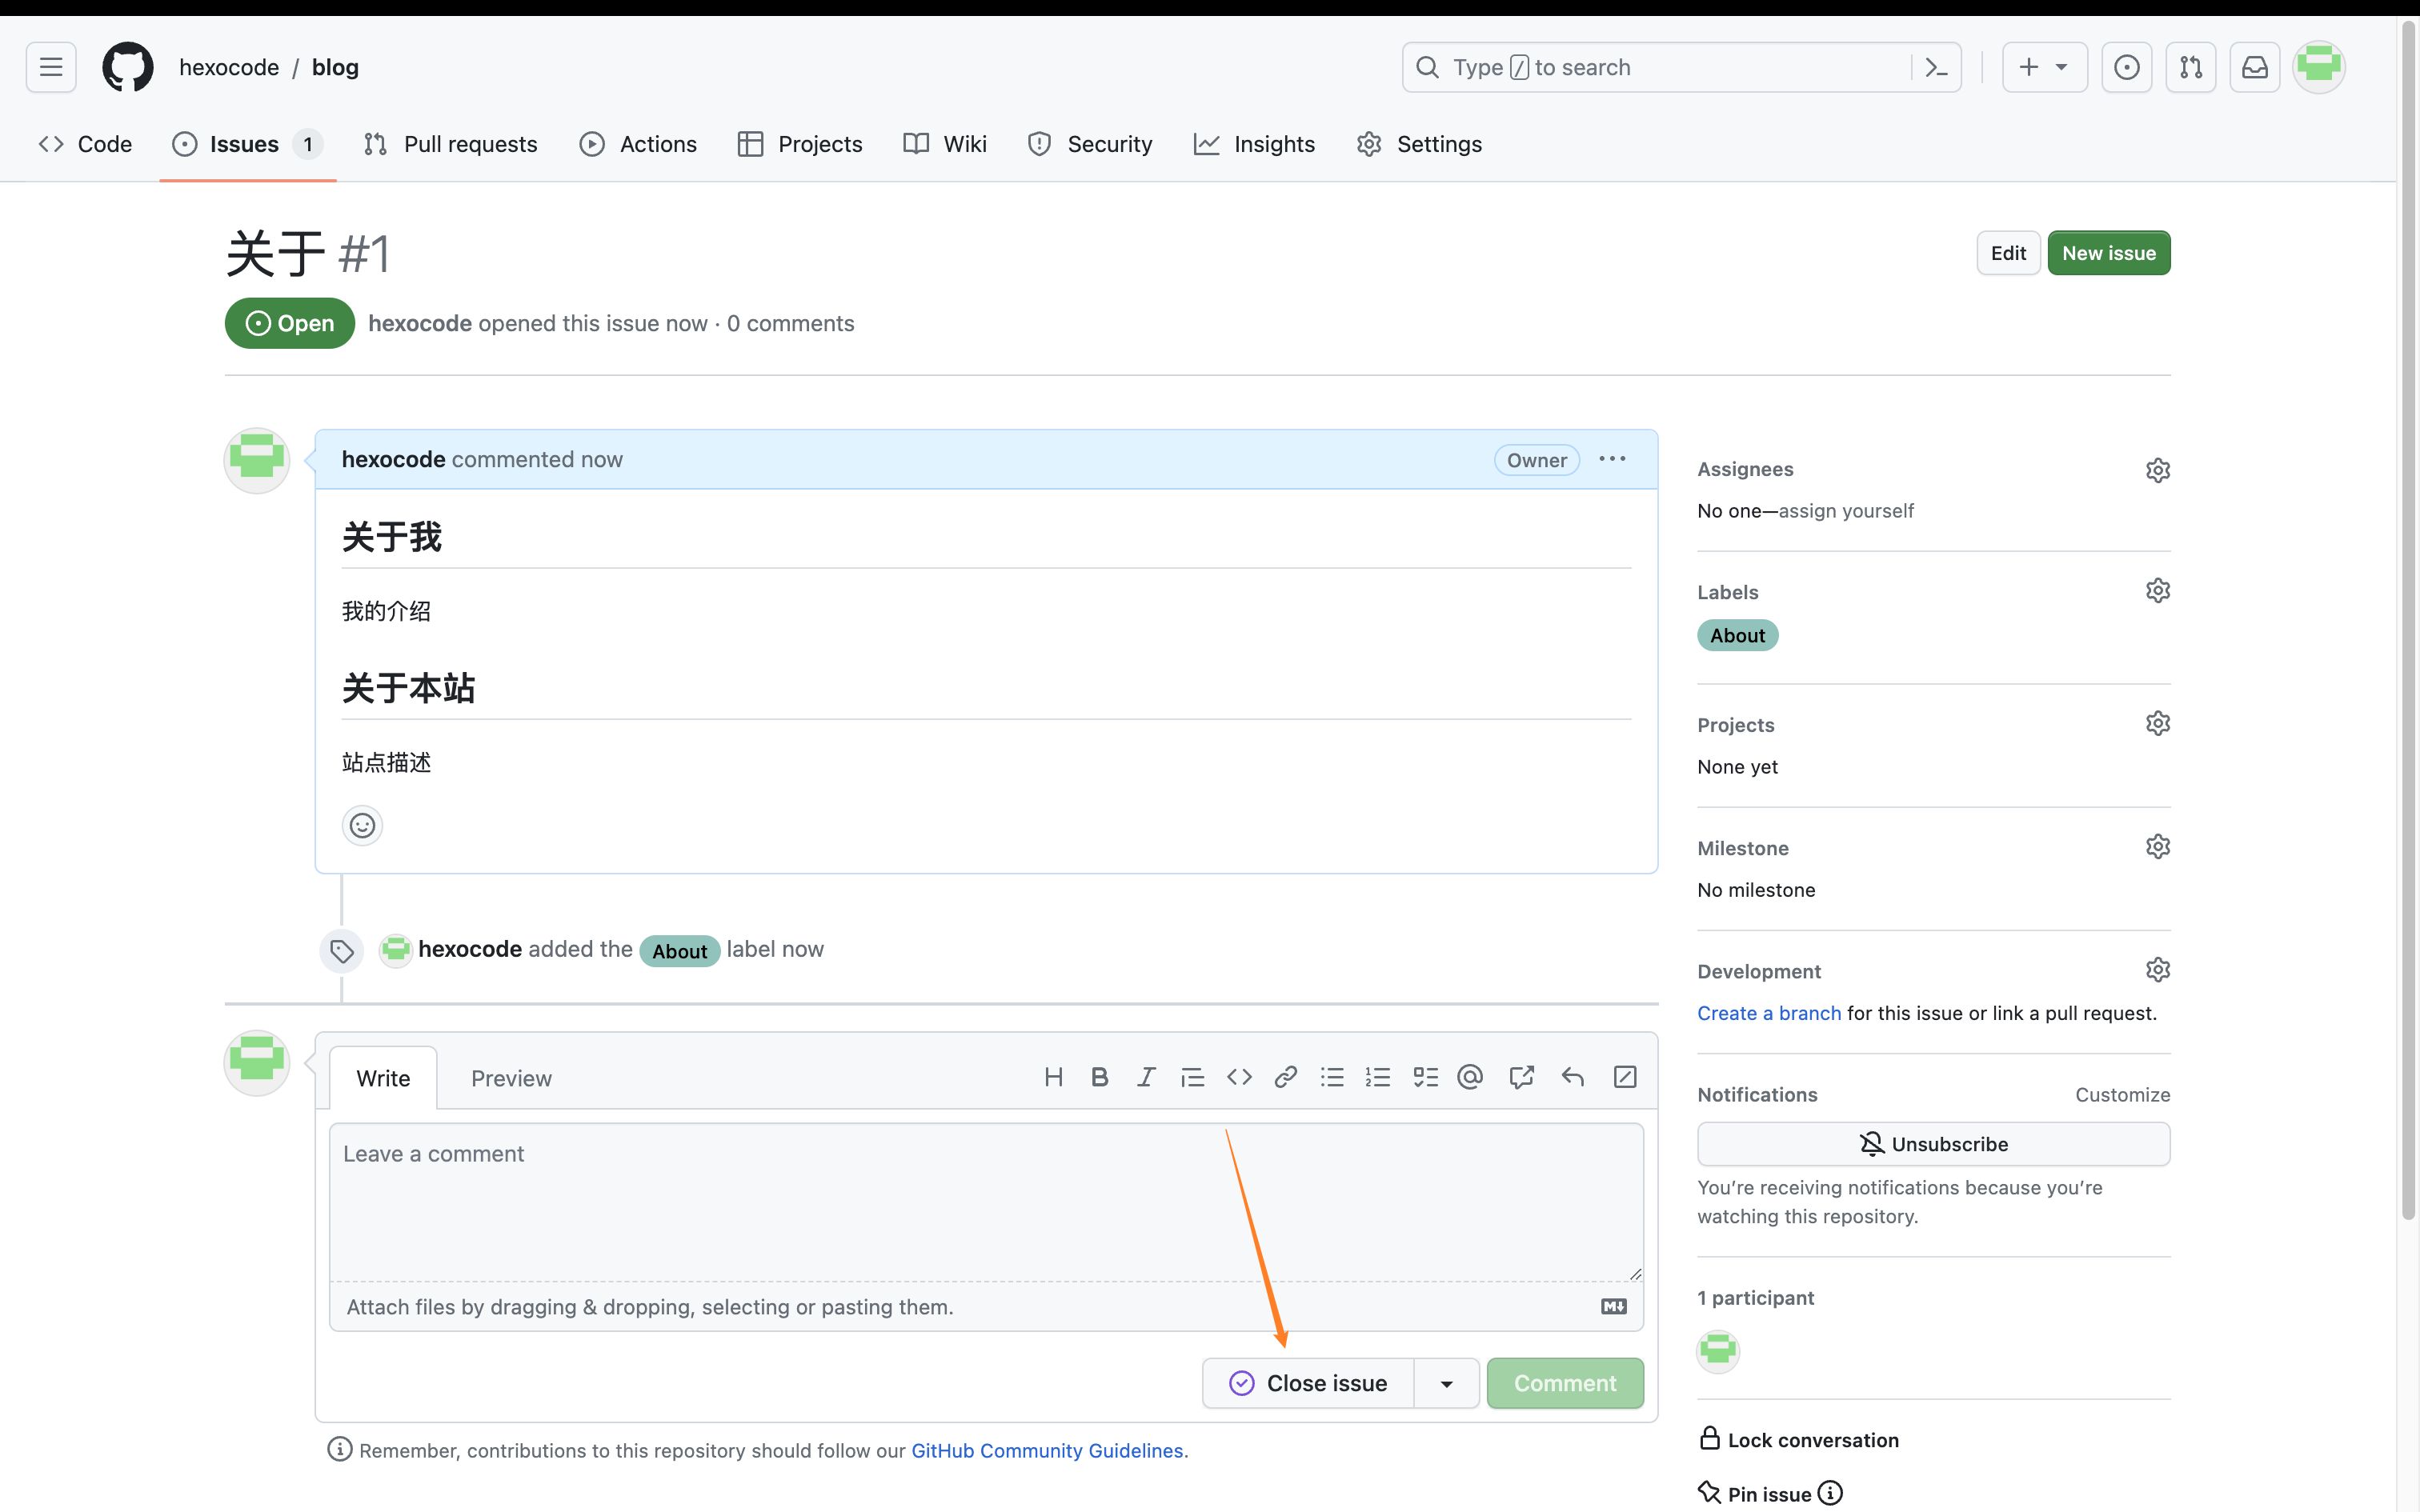 hexocode / blog
Type / to search
Code Issues 1 Pull requests Actions Projects Wiki Security Insights Settings
关于 #1
Edit New issue
Open hexocode opened this issue now · 0 comments
hexocode commented now Owner
关于我
我的介绍
关于本站
站点描述
hexocode added the About label now
Write Preview
Leave a comment
Attach files by dragging & dropping, selecting or pasting them.
Close issue Comment
Remember, contributions to this repository should follow our GitHub Community Guidelines.
Assignees
No one—assign yourself
Labels
About
Projects
None yet
Milestone
No milestone
Development
Create a branch for this issue or link a pull request.
Notifications Customize
Unsubscribe
You’re receiving notifications because you’re
watching this repository.
1 participant
Lock conversation
Pin issue